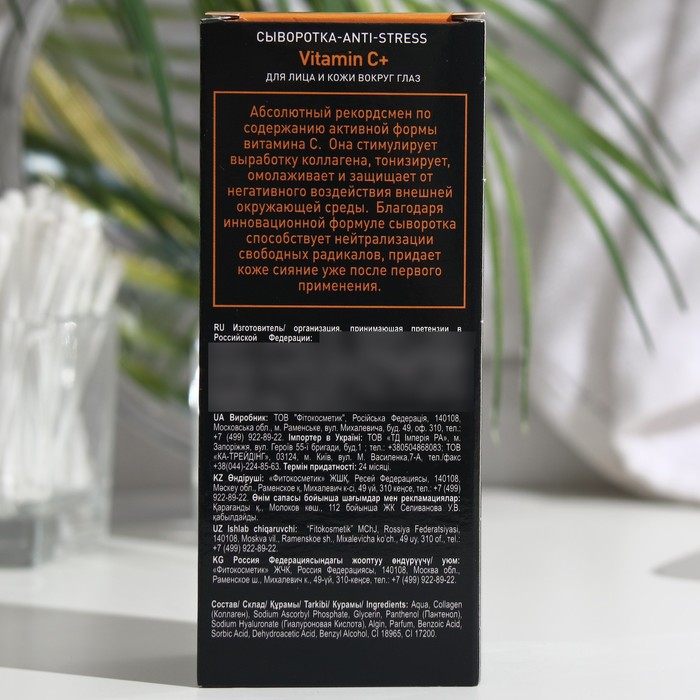 СЫВОРОТКА-ANTI-STRESS
Vitamin C+
ДЛЯ ЛИЦА И КОЖИ ВОКРУГ ГЛАЗ
Абсолютный рекордсмен по
содержанию активной формы
витамина С. Она стимулирует
выработку коллагена, тонизирует,
омолаживает и защищает от
негативного воздействия внешней
окружающей среды. Благодаря
инновационной формуле сыворотка
способствует нейтрализации
свободных радикалов, придает
коже сияние уже после первого
применения.
RU Изготовитель/ организация, принимающая претензии в
Российской Федерации:
UA Виробник: ТОВ "Фітокосметик", Російська Федерація, 140108,
Московська обл., м. Раменське, вул. Михалевича, буд. 49, оф. 310, тел.:
+7 (499) 922-89-22. Імпортер в Україні: ТОВ «ТД Імперія РА», м.
Запоріжжя, вул. Героїв 55-ї бригади, буд.1 ; тел.: +380504868083; ТОВ
«КА-ТРЕЙДІНГ», 03124, м. Київ, вул. М. Василенка,7-А, тел./факс
+38(044)-224-85-63. Термін придатності: 24 місяці.
KZ Өндіруші: «Фитокосметик» ЖШҚ, Ресей Федерациясы, 140108,
Мәскеу обл., Раменское қ, Михалевич к-сі, 49 үй, 310 кеңсе, тел.: +7 (499)
922-89-22. Өнім сапасы бойынша шағымдар мен рекламациялар:
Қарағанды қ., Молоков көш., 112 бойынша ЖК Селиванова У.В.
қабылдайды.
UZ Ishlab chiqaruvchi: "Fitokosmetik" MChJ, Rossiya Federatsiyasi,
140108, Moskva vil., Ramenskoe sh., Mixalevicha ko'ch., 49 uy, 310 of., tel.:
+7 (499) 922-89-22.
KG Россия Федерациясындагы жооптуу өндүрүүчү/ уюм:
«Фитокосметик» ЖЧК, Россия Федерациясы, 140108, Москва обл.,
Раменское ш., Михалевич к., 49-үй, 310-кеңсе, тел.: +7 (499) 922-89-22.
Состав/ Склад/ Құрамы/ Tarkibi/ Курамы/ Ingredients: Aqua, Collagen
(Коллаген), Sodium Ascorbyl Phosphate, Glycerin, Panthenol (Пантенол),
Sodium Hyaluronate (Гиалуроновая Кислота), Algin, Parfum, Benzoic Acid,
Sorbic Acid, Dehydroacetic Acid, Benzyl Alcohol, CI 18965, CI 17200.